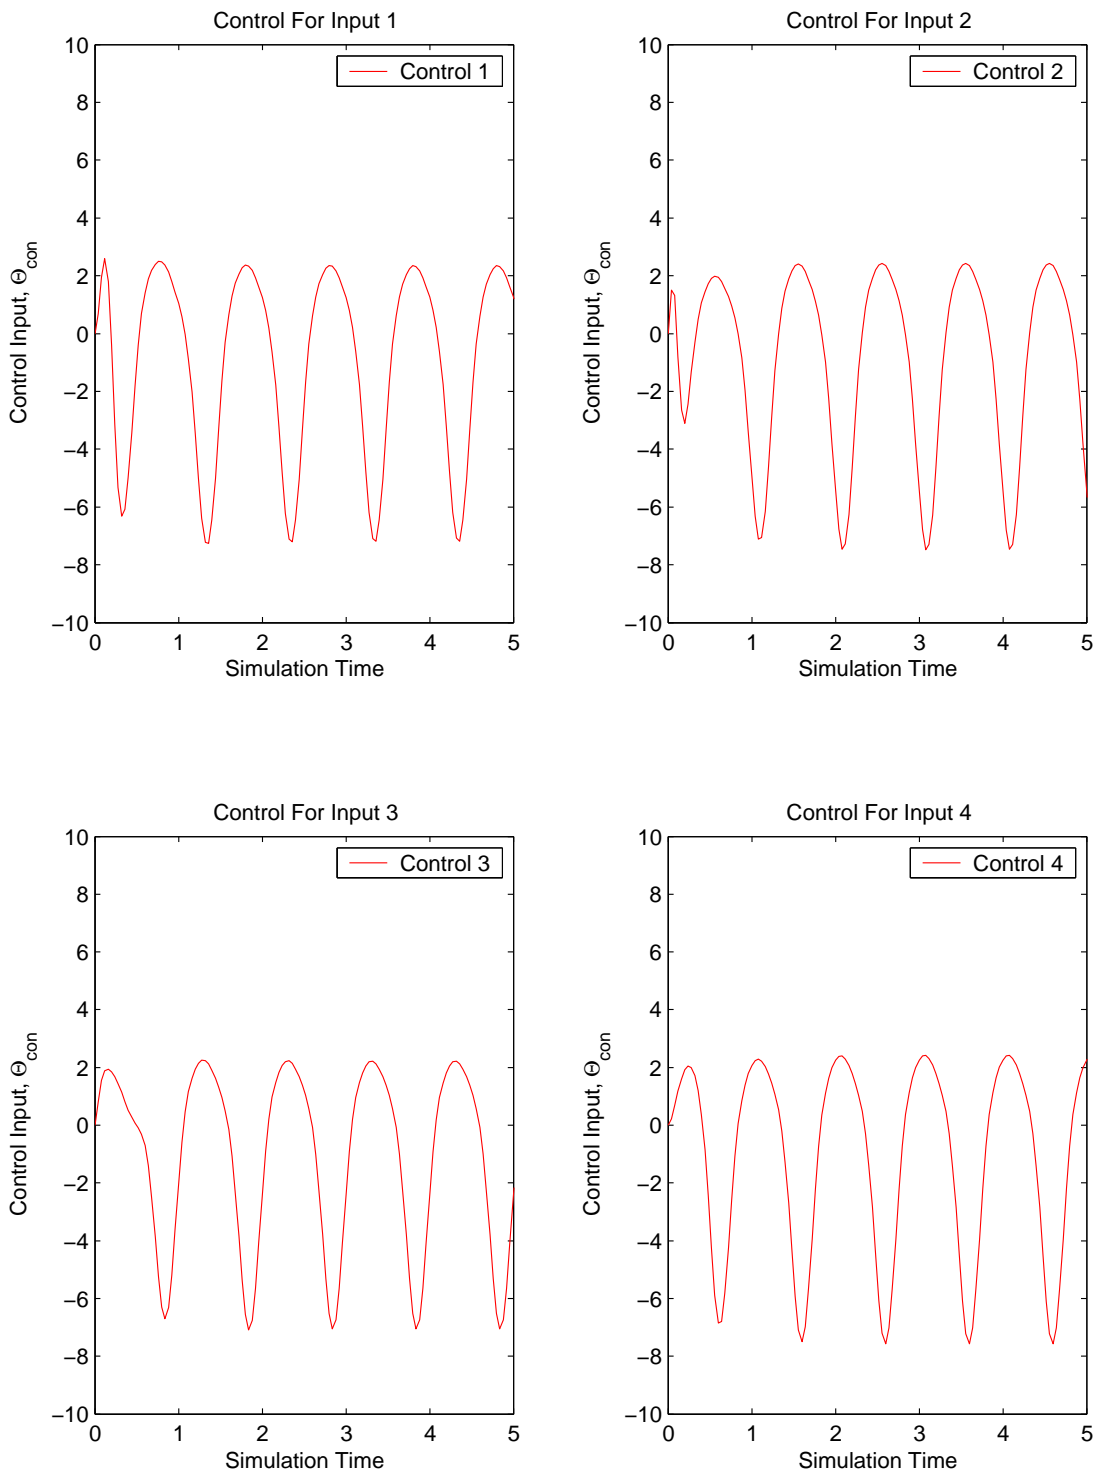 Control For Input 1
10
8
6
4
2
0
−2
−4
−6
−8
−10
0 1 2 3 4 5
Control Input, Θcon
Simulation Time
Control 1
Control For Input 2
10
8
6
4
2
0
−2
−4
−6
−8
−10
0 1 2 3 4 5
Control Input, Θcon
Simulation Time
Control 2
Control For Input 3
10
8
6
4
2
0
−2
−4
−6
−8
−10
0 1 2 3 4 5
Control Input, Θcon
Simulation Time
Control 3
Control For Input 4
10
8
6
4
2
0
−2
−4
−6
−8
−10
0 1 2 3 4 5
Control Input, Θcon
Simulation Time
Control 4